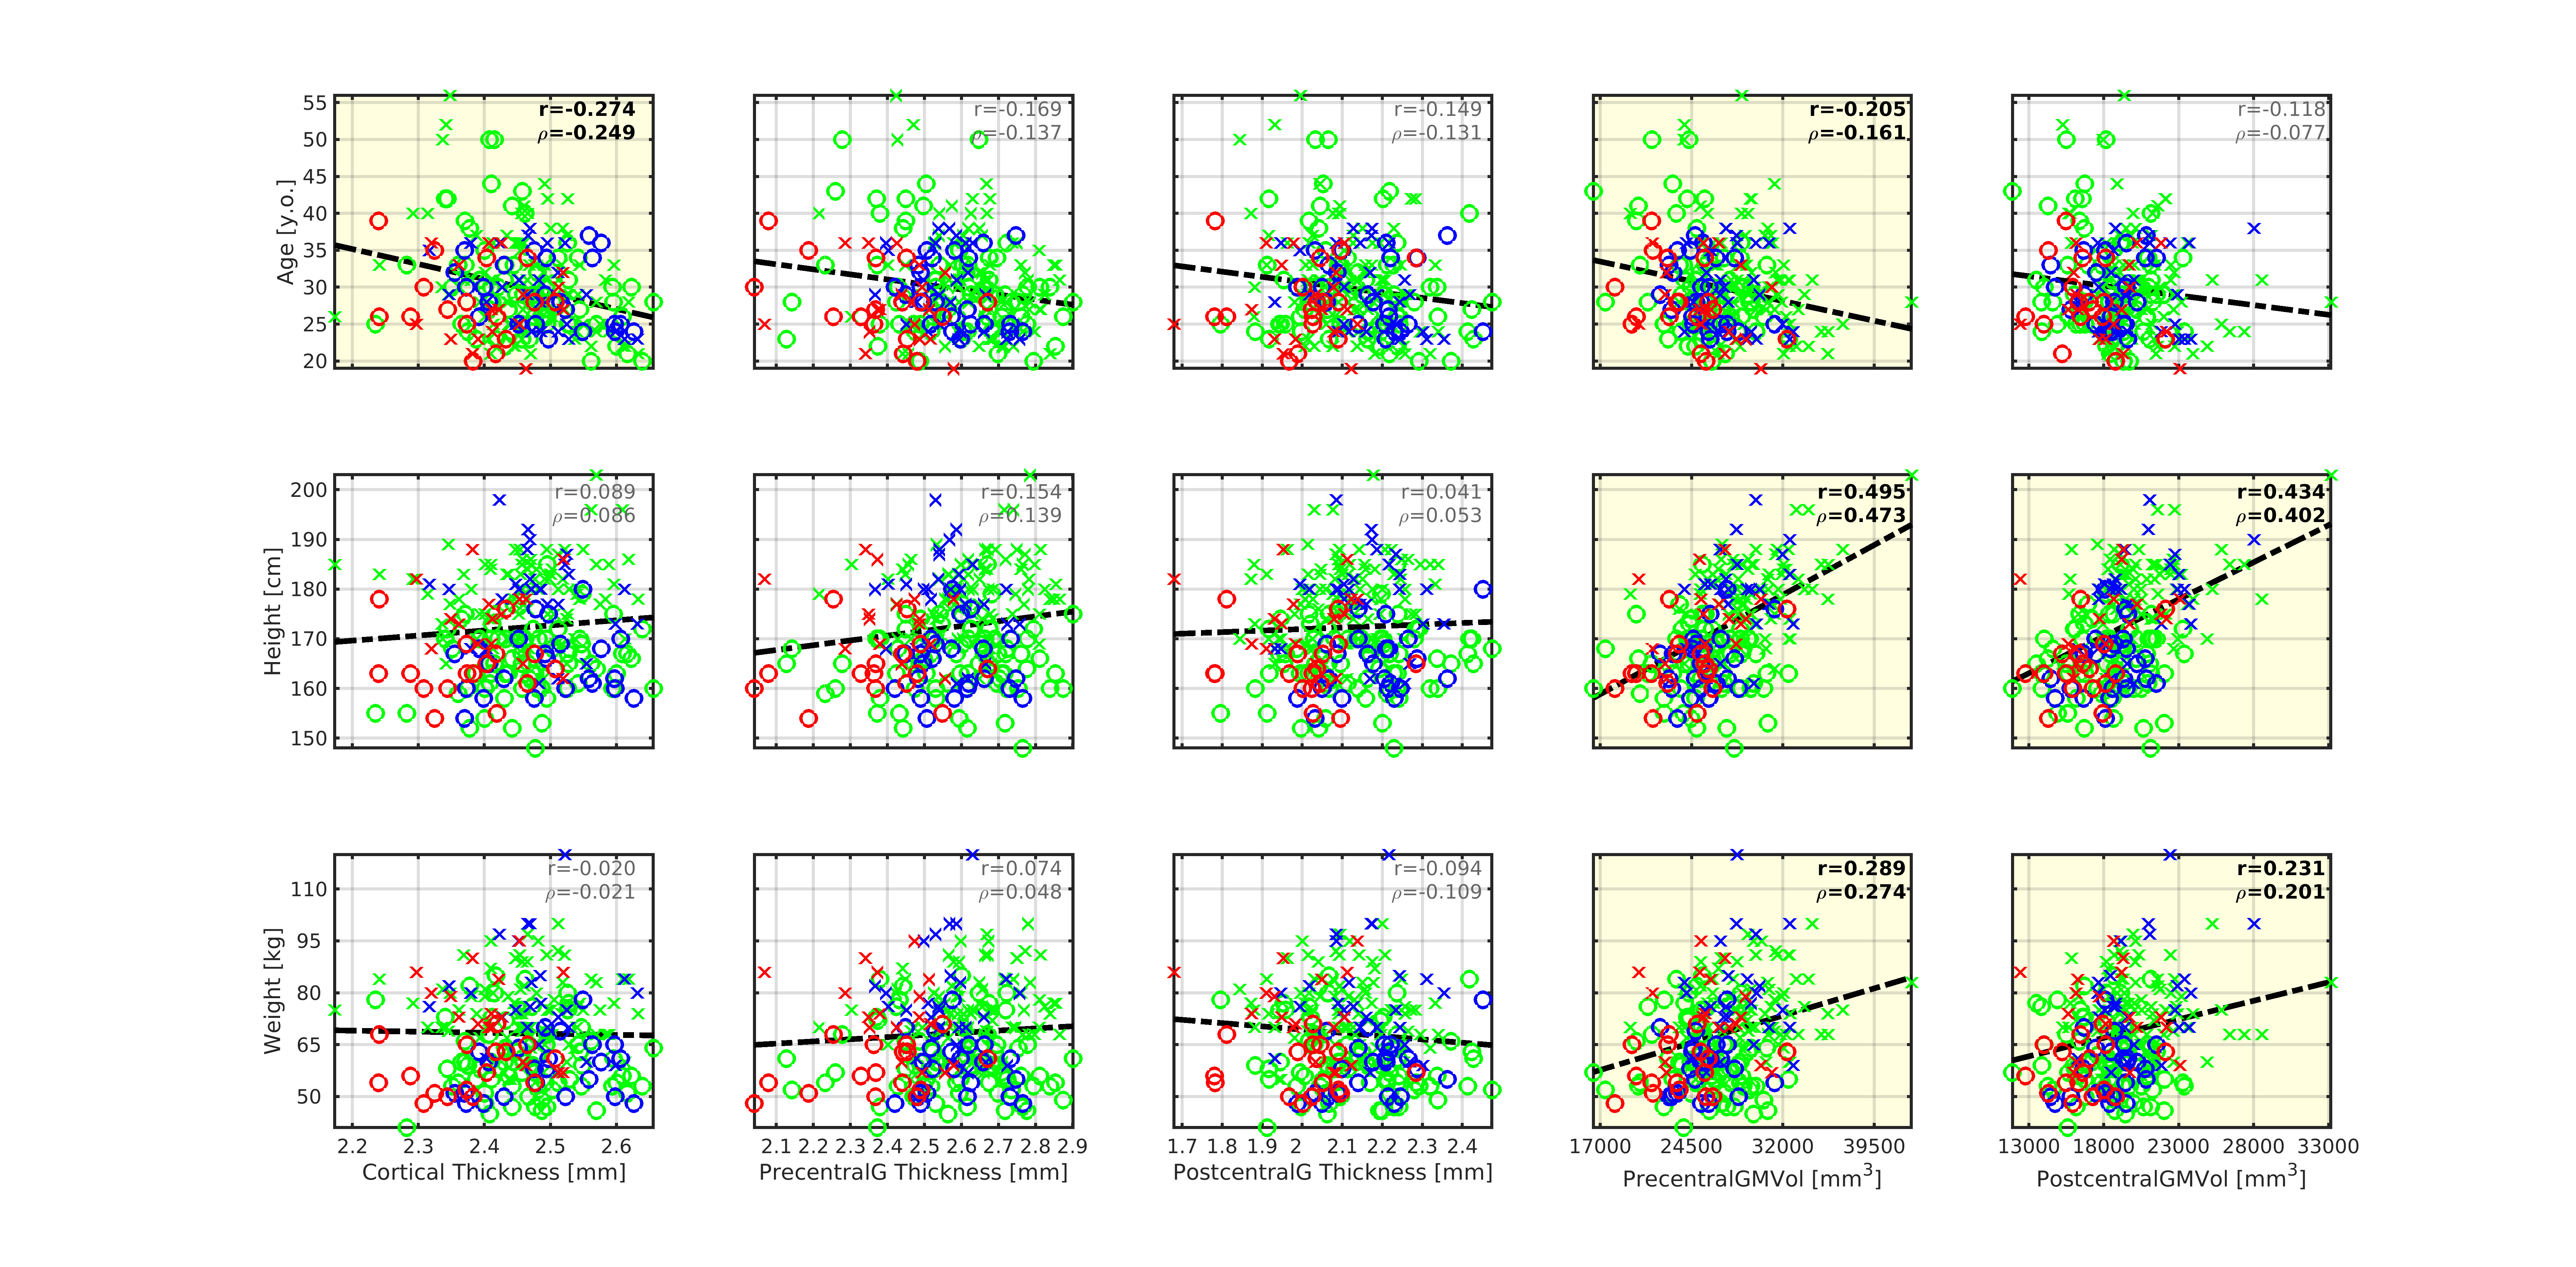 55
50
45
40
35
30
25
20
Age [y.o.]
r=-0.274
ρ=-0.249
r=-0.169
ρ=-0.137
r=-0.149
ρ=-0.131
r=-0.205
ρ=-0.161
r=-0.118
ρ=-0.077
200
190
180
170
160
150
Height [cm]
r=0.089
ρ=0.086
r=0.154
ρ=0.139
r=0.041
ρ=0.053
r=0.495
ρ=0.473
r=0.434
ρ=0.402
110
95
80
65
50
Weight [kg]
r=-0.020
ρ=-0.021
r=0.074
ρ=0.048
r=-0.094
ρ=-0.109
r=0.289
ρ=0.274
r=0.231
ρ=0.201
2.2 2.3 2.4 2.5 2.6
Cortical Thickness [mm]
2.1 2.2 2.3 2.4 2.5 2.6 2.7 2.8 2.9
PrecentralG Thickness [mm]
1.7 1.8 1.9 2 2.1 2.2 2.3 2.4
PostcentralG Thickness [mm]
17000 24500 32000 39500
PrecentralGMVol [mm³]
13000 18000 23000 28000 33000
PostcentralGMVol [mm³]